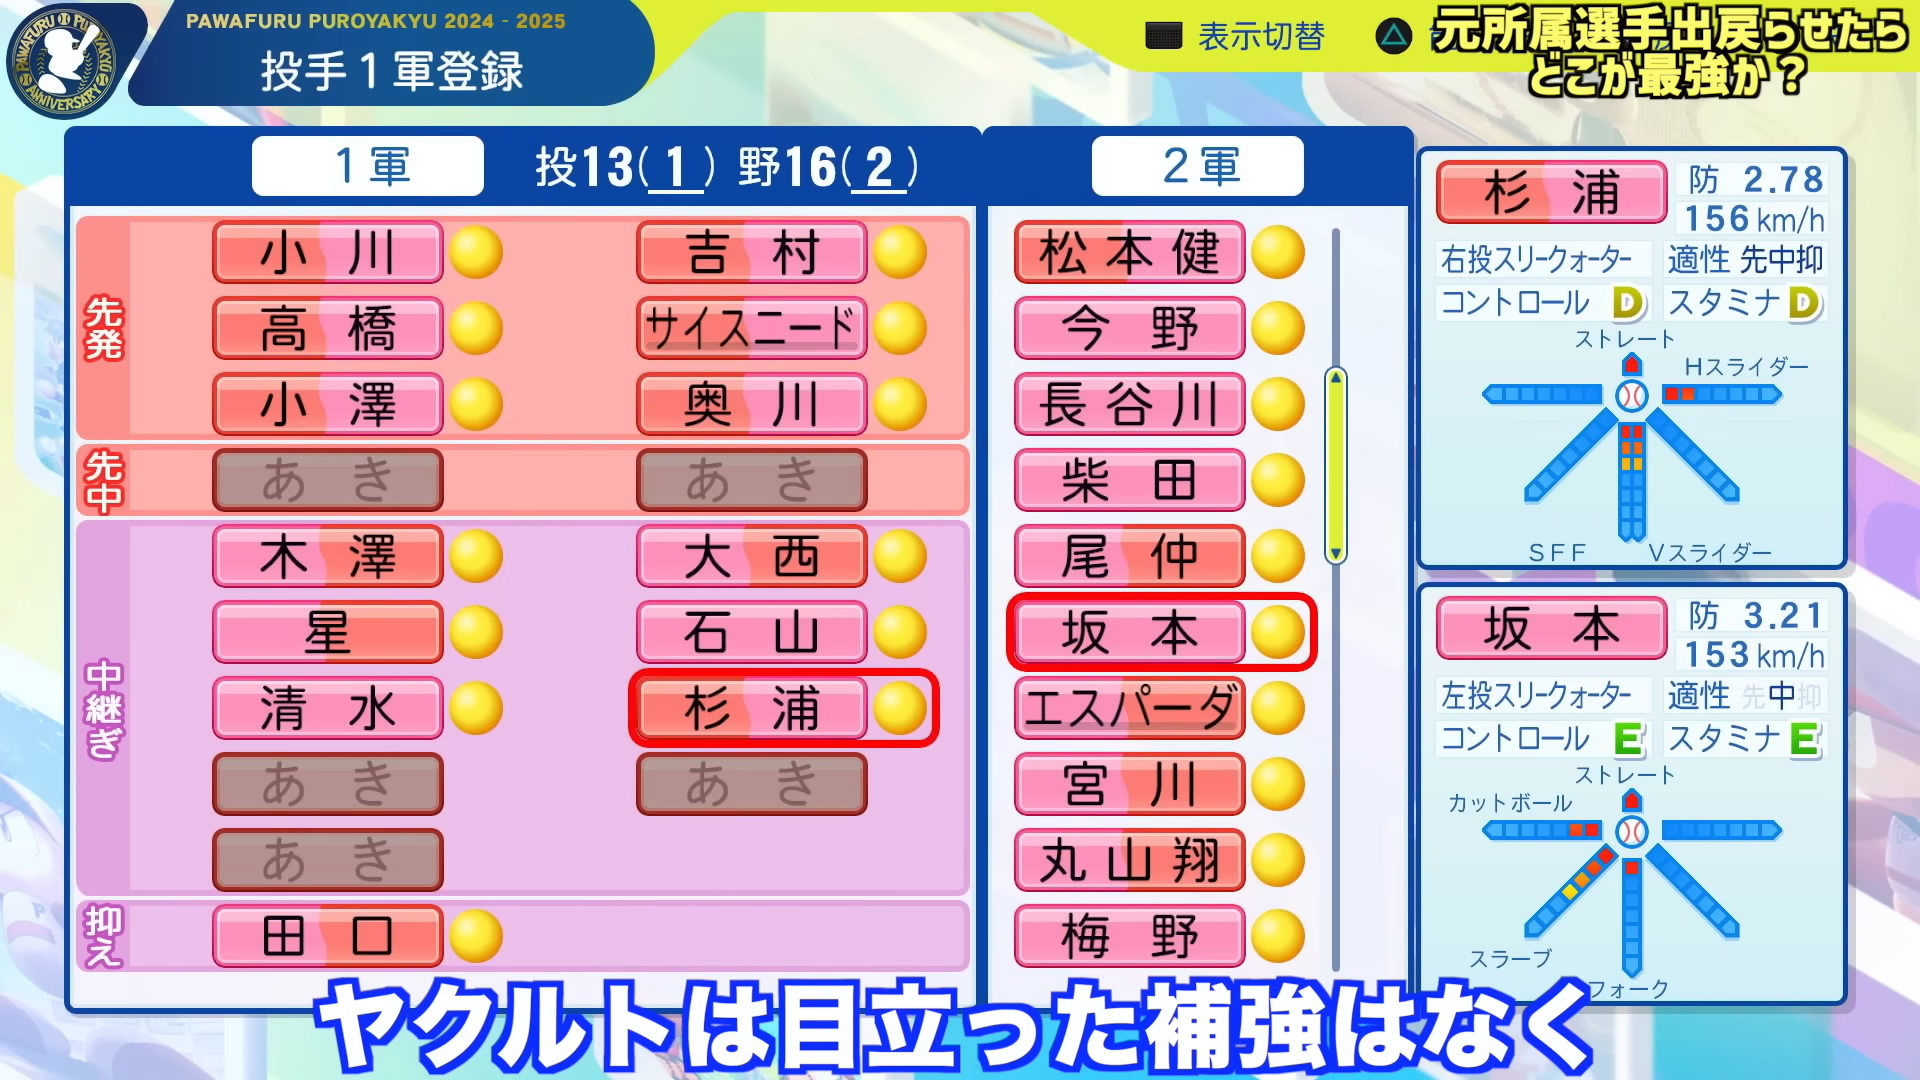 PAWAFURU PUROYAKYU 2024 - 2025
投手1軍登録
表示切替
元所属選手出戻らせたら
どこが最強か？
1軍 投13(1) 野16(2)
2軍
先発
小川 吉村
高橋 サイスニード
小澤 奥川
先中
あき あき
中継ぎ
木澤 大西
星 石山
清水 杉浦
あき あき
あき
抑え
田口
松本健
今野
長谷川
柴田
尾仲
坂本
エスパーダ
宮川
丸山翔
梅野
杉浦 防 2.78
156km/h
右投スリークォーター 適性 先中抑
コントロール D スタミナ D
ストレート
Hスライダー
SFF Vスライダー
坂本 防 3.21
153km/h
左投スリークォーター 適性 先中抑
コントロール E スタミナ E
ストレート
カットボール
スラーブ
フォーク
ヤクルトは目立った補強はなく